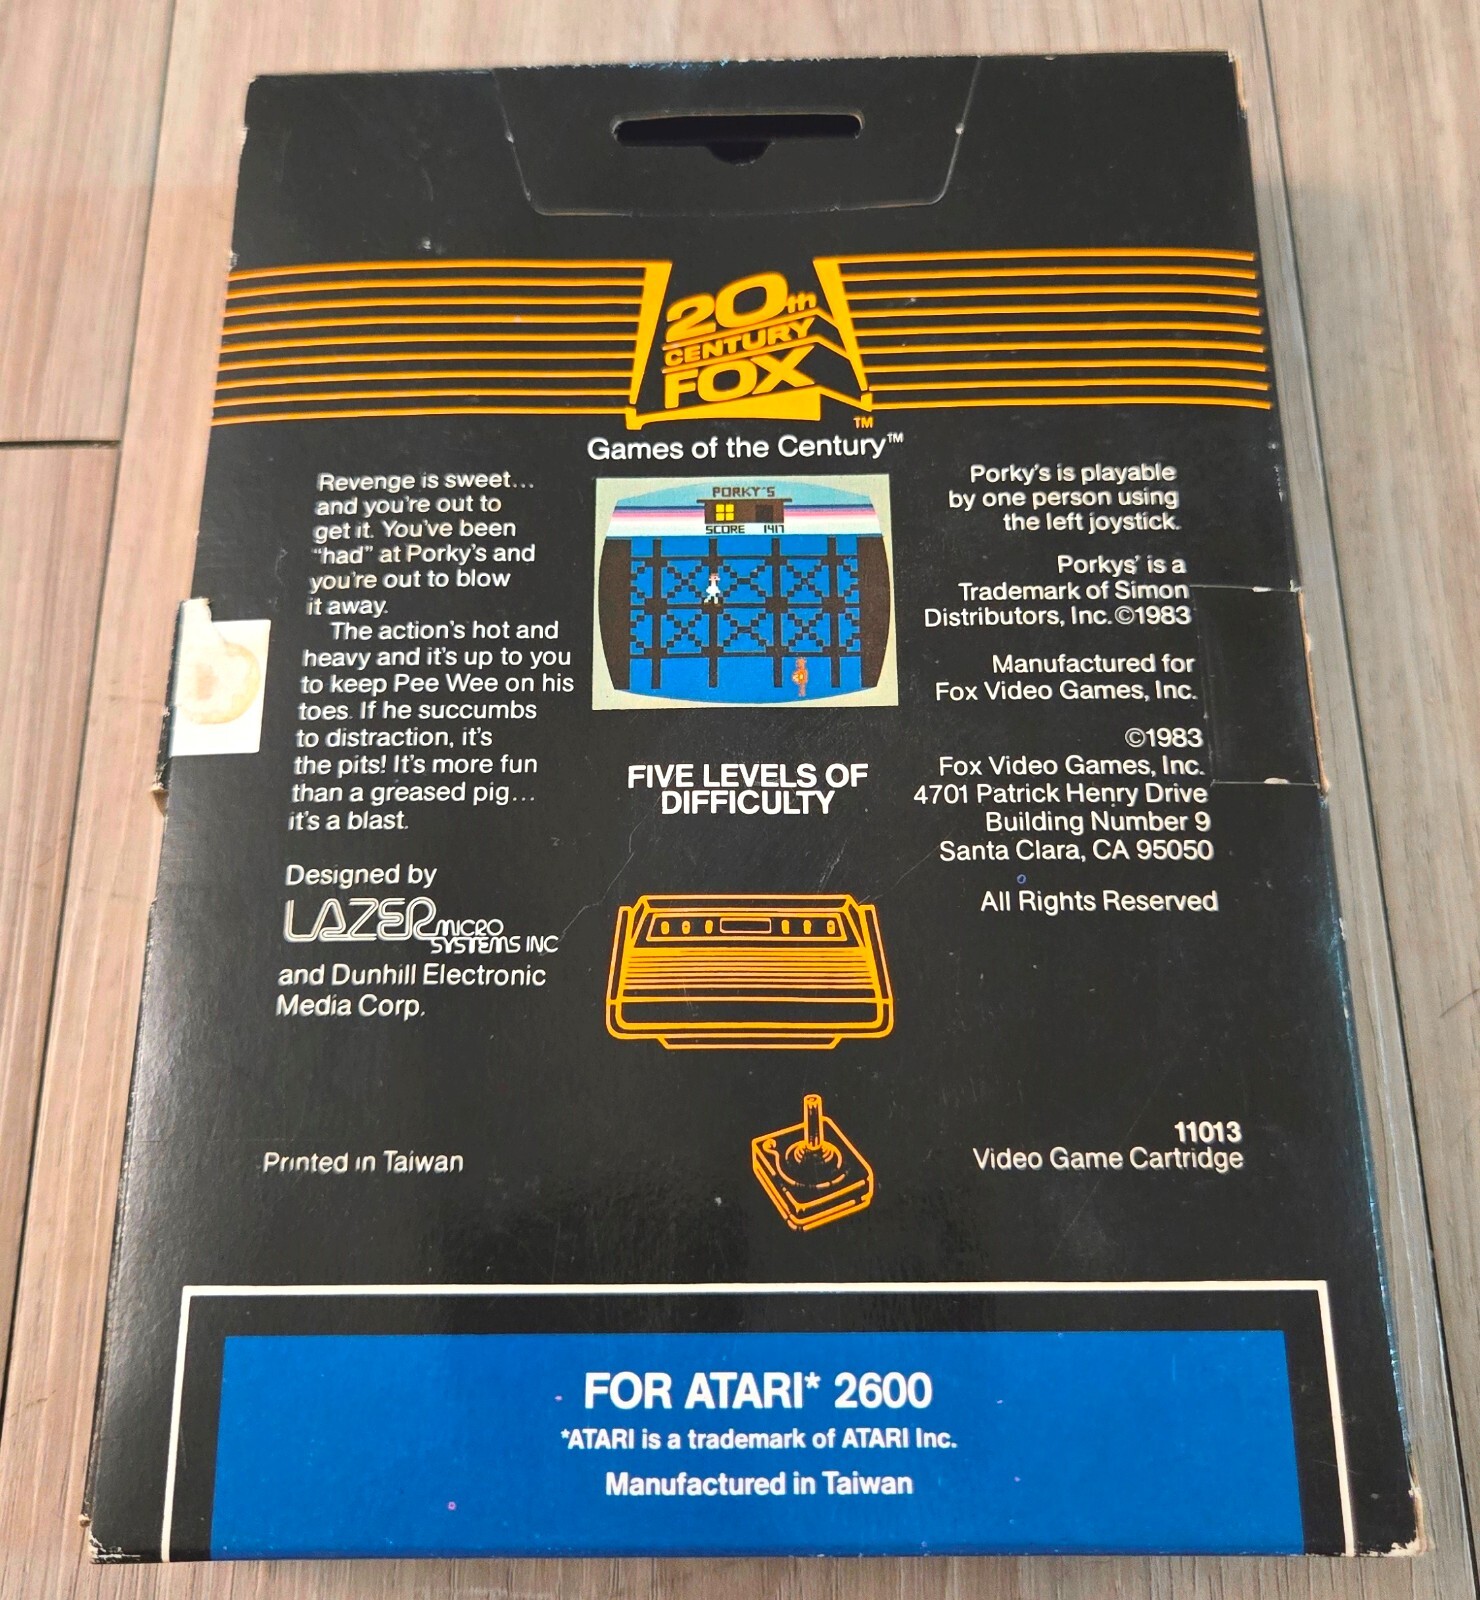 20th
CENTURY
FOX
TM
Games of the Century™
Revenge is sweet...
and you're out to
get it. You've been
"had" at Porky's and
you're out to blow
it away.
The action's hot and
heavy and it's up to you
to keep Pee Wee on his
toes. If he succumbs
to distraction, it's
the pits! It's more fun
than a greased pig...
it's a blast.
Designed by
LAZER MICRO
SYSTEMS INC
and Dunhill Electronic
Media Corp.
Printed in Taiwan
PORKY'S
SCORE 1417
FIVE LEVELS OF
DIFFICULTY
Porky's is playable
by one person using
the left joystick.
Porkys' is a
Trademark of Simon
Distributors, Inc. ©1983
Manufactured for
Fox Video Games, Inc.
©1983
Fox Video Games, Inc.
4701 Patrick Henry Drive
Building Number 9
Santa Clara, CA 95050
All Rights Reserved
11013
Video Game Cartridge
FOR ATARI* 2600
*ATARI is a trademark of ATARI Inc.
Manufactured in Taiwan